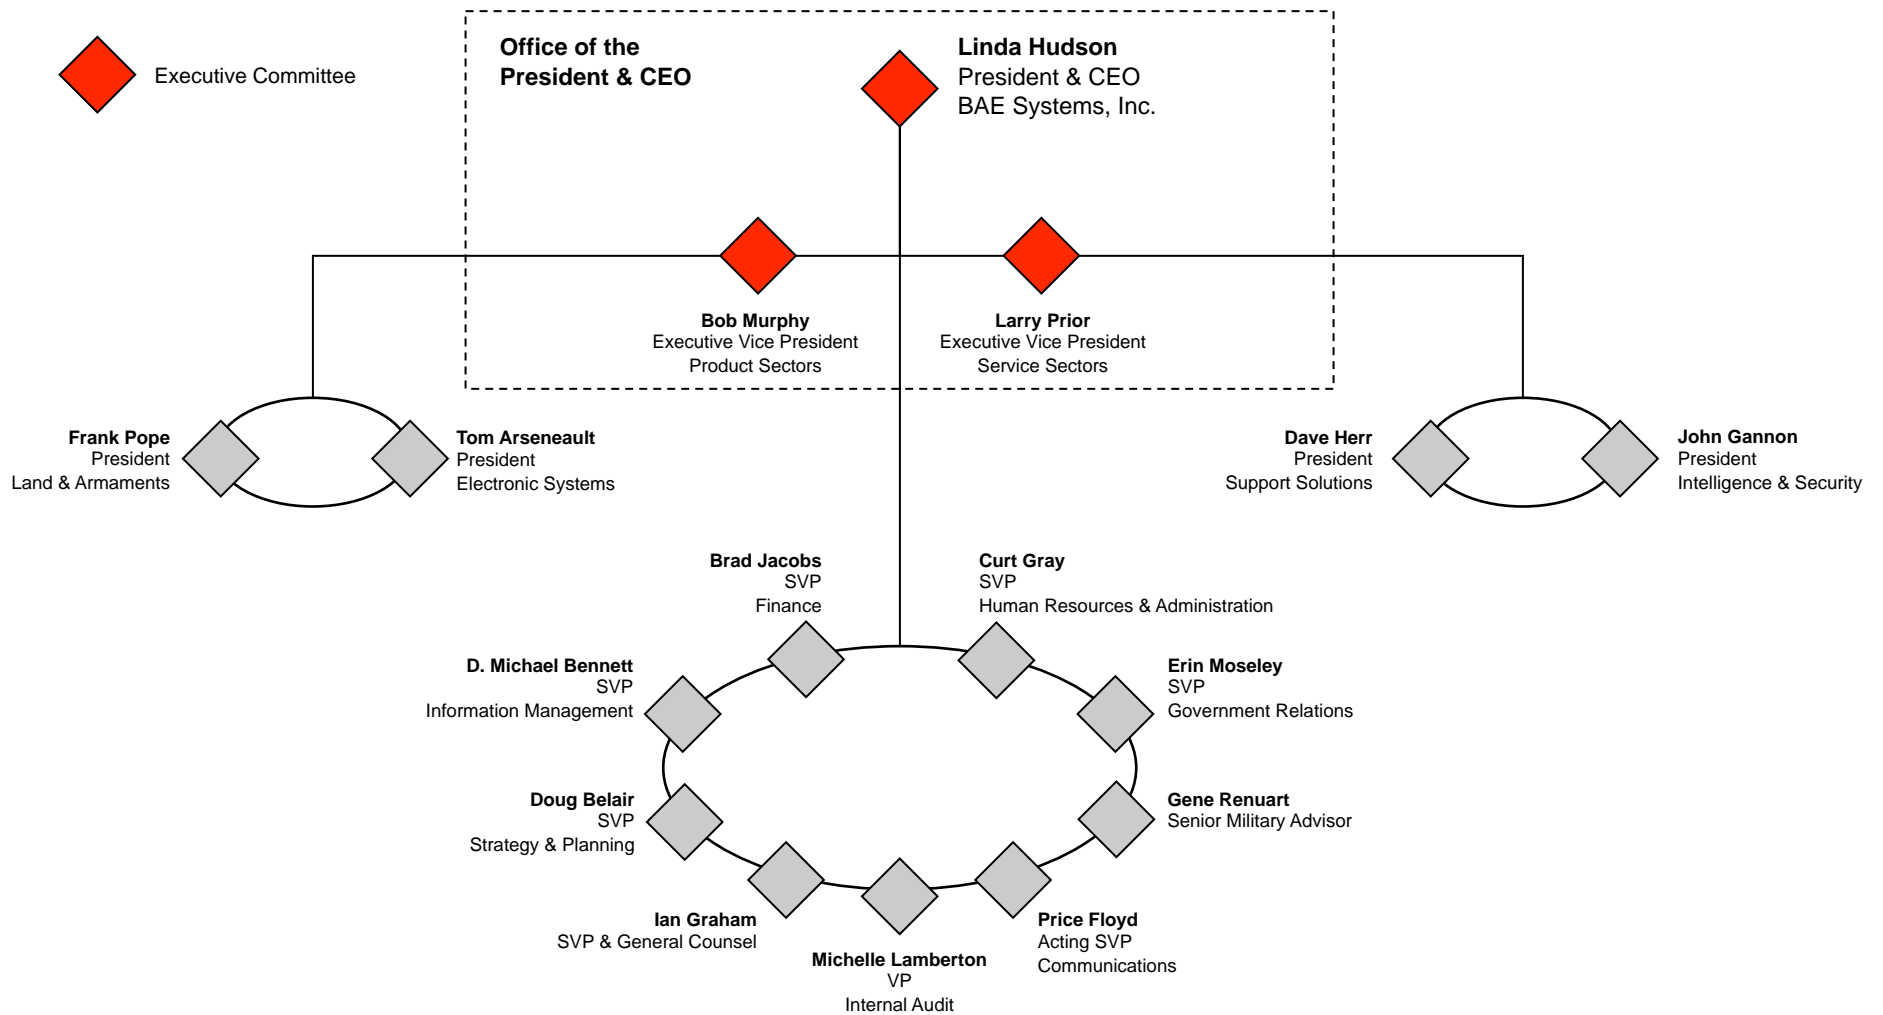 Executive Committee
Office of the
President & CEO
Linda Hudson
President & CEO
BAE Systems, Inc.
Bob Murphy
Executive Vice President
Product Sectors
Larry Prior
Executive Vice President
Service Sectors
Frank Pope
President
Land & Armaments
Tom Arseneault
President
Electronic Systems
Dave Herr
President
Support Solutions
John Gannon
President
Intelligence & Security
Brad Jacobs
SVP
Finance
Curt Gray
SVP
Human Resources & Administration
D. Michael Bennett
SVP
Information Management
Erin Moseley
SVP
Government Relations
Doug Belair
SVP
Strategy & Planning
Gene Renuart
Senior Military Advisor
Ian Graham
SVP & General Counsel
Michelle Lamberton
VP
Internal Audit
Price Floyd
Acting SVP
Communications